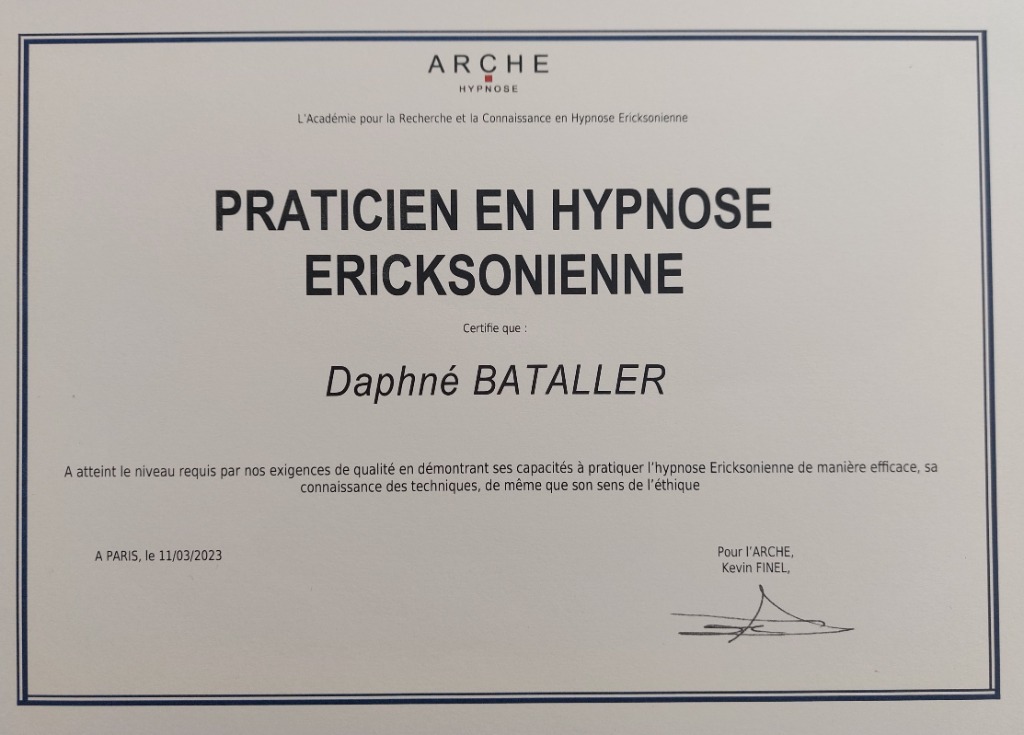 ARCHE
HYPNOSE
L'Académie pour la Recherche et la Connaissance en Hypnose Ericksonienne
PRATICIEN EN HYPNOSE
ERICKSONIENNE
Certifie que :
Daphné BATALLER
A atteint le niveau requis par nos exigences de qualité en démontrant ses capacités à pratiquer l'hypnose Ericksonienne de manière efficace, sa
connaissance des techniques, de même que son sens de l'éthique
A PARIS, le 11/03/2023
Pour l'ARCHE,
Kevin FINEL,